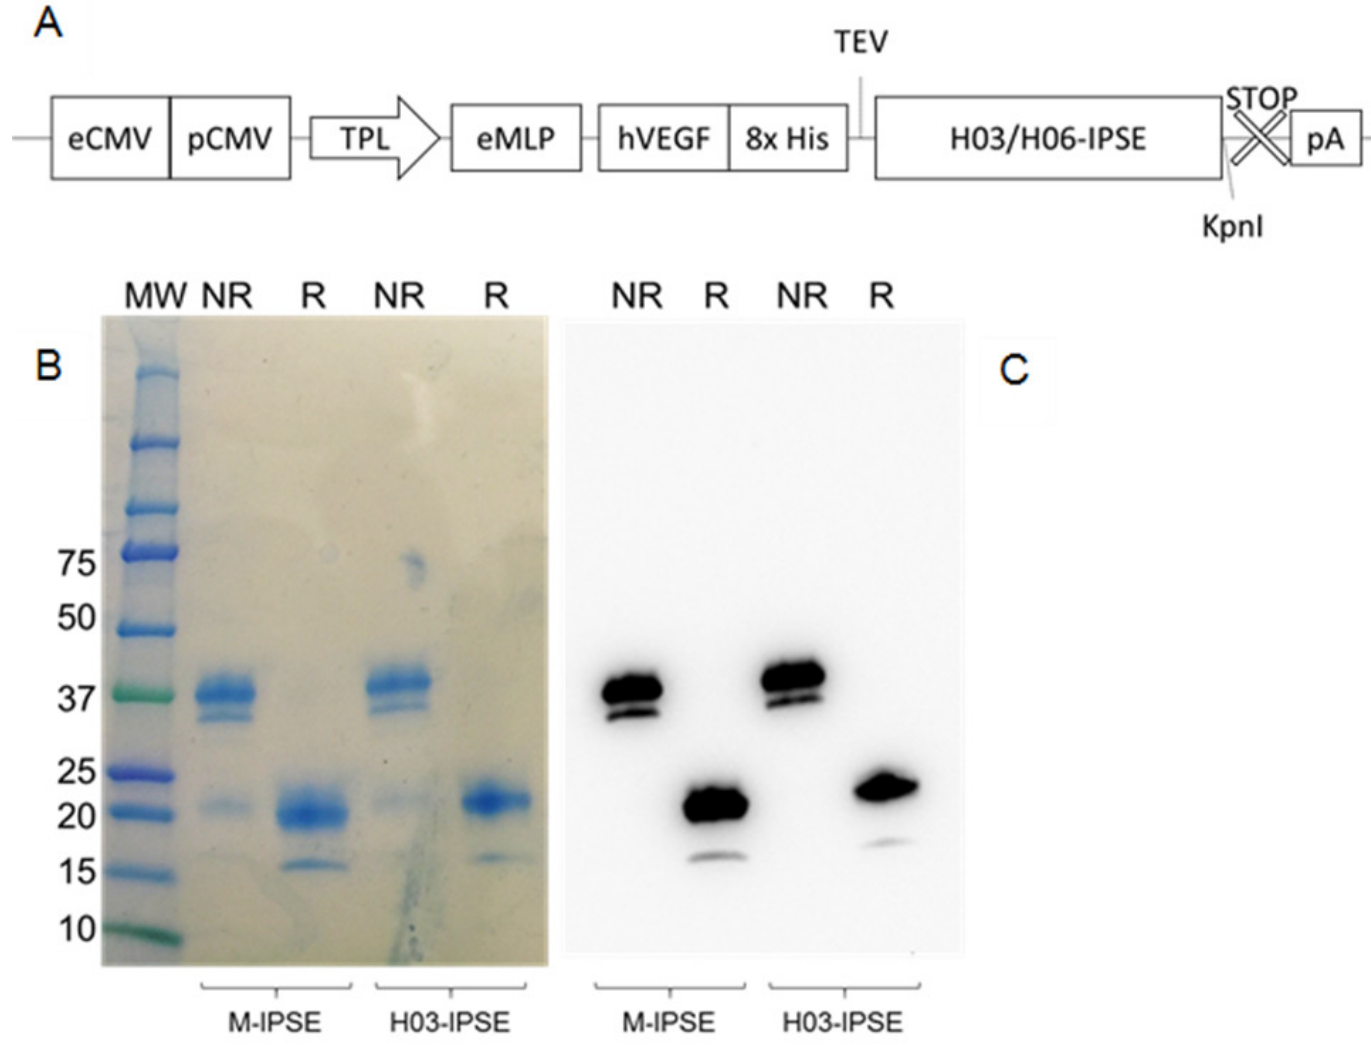 A
TEV
eCMV pCMV TPL eMLP hVEGF 8x His H03/H06-IPSE STOP pA
KpnI
MW NR R NR R NR R NR R
B C
75
50
37
25
20
15
10
M-IPSE H03-IPSE M-IPSE H03-IPSE